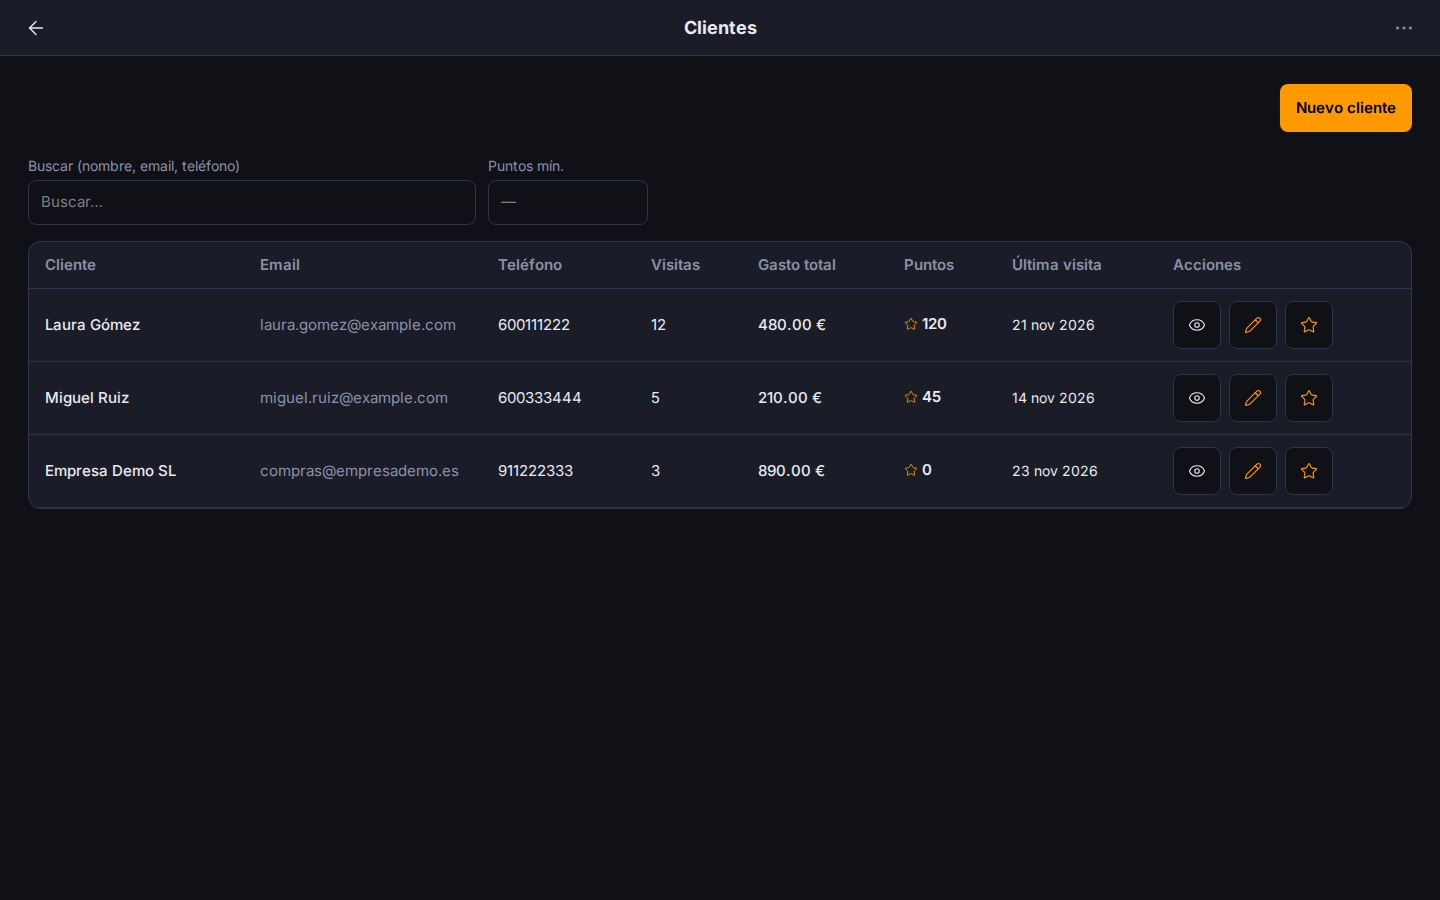 Clientes
Nuevo cliente
Buscar (nombre, email, teléfono) Puntos mín.
Buscar... —
Cliente Email Teléfono Visitas Gasto total Puntos Última visita Acciones
Laura Gómez laura.gomez@example.com 600111222 12 480.00 € 120 21 nov 2026
Miguel Ruiz miguel.ruiz@example.com 600333444 5 210.00 € 45 14 nov 2026
Empresa Demo SL compras@empresademo.es 911222333 3 890.00 € 0 23 nov 2026